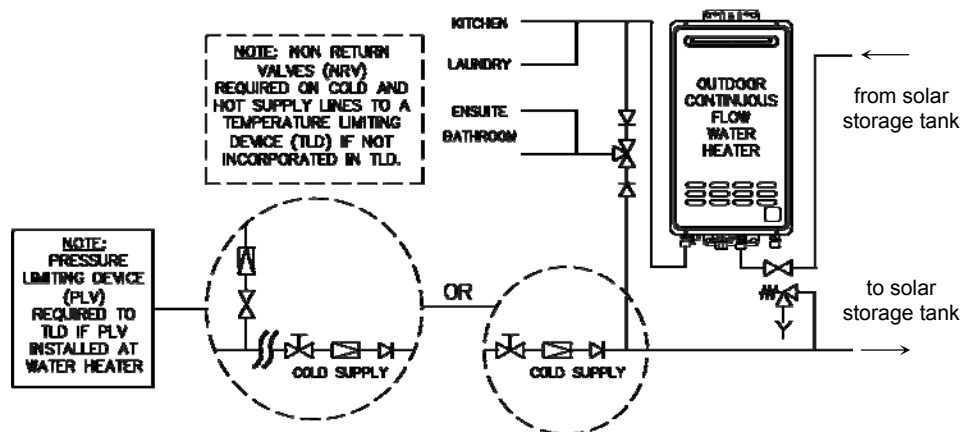 KITCHEN
LAUNDRY
ENSUITE
BATHROOM
NOTE: NON RETURN
VALVES (NRV)
REQUIRED ON COLD AND
HOT SUPPLY LINES TO A
TEMPERATURE LIMITING
DEVICE (TLD) IF NOT
INCORPORATED IN TLD.
OUTDOOR
CONTINUOUS
FLOW
WATER
HEATER
from solar
storage tank
NOTE:
PRESSURE
LIMITING DEVICE
(PLV)
REQUIRED TO
TLD IF PLV
INSTALLED AT
WATER HEATER
OR
to solar
storage tank
COLD SUPPLY
COLD SUPPLY